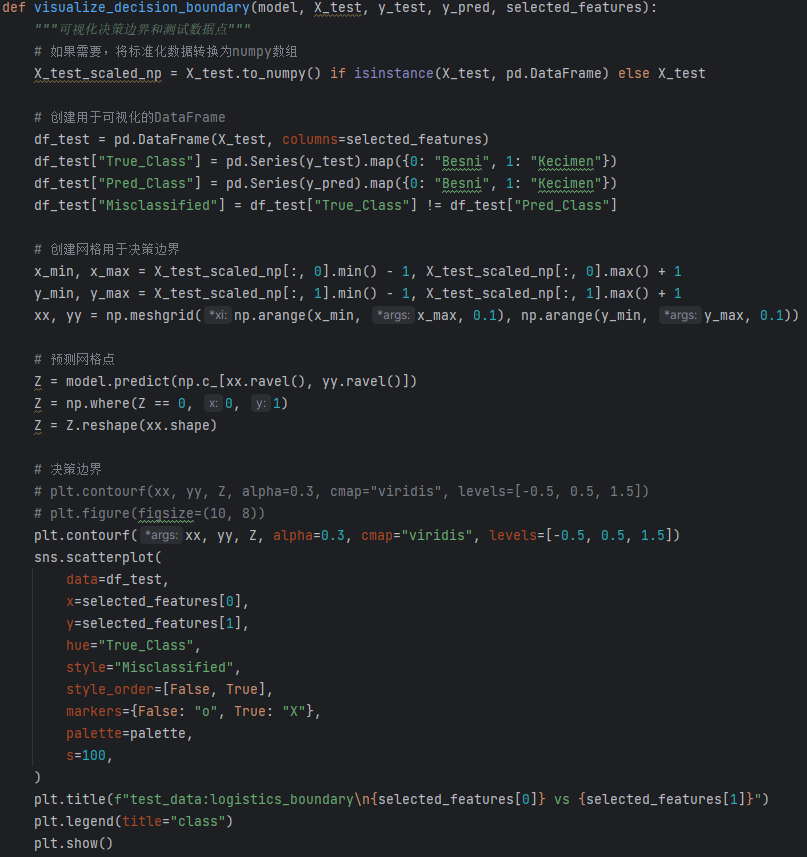 def visualize_decision_boundary(model, X_test, y_test, y_pred, selected_features):
    """可视化决策边界和测试数据点"""
    # 如果需要，将标准化数据转换为numpy数组
    X_test_scaled_np = X_test.to_numpy() if isinstance(X_test, pd.DataFrame) else X_test

    # 创建用于可视化的DataFrame
    df_test = pd.DataFrame(X_test, columns=selected_features)
    df_test["True_Class"] = pd.Series(y_test).map({0: "Besni", 1: "Kecimen"})
    df_test["Pred_Class"] = pd.Series(y_pred).map({0: "Besni", 1: "Kecimen"})
    df_test["Misclassified"] = df_test["True_Class"] != df_test["Pred_Class"]

    # 创建网格用于决策边界
    x_min, x_max = X_test_scaled_np[:, 0].min() - 1, X_test_scaled_np[:, 0].max() + 1
    y_min, y_max = X_test_scaled_np[:, 1].min() - 1, X_test_scaled_np[:, 1].max() + 1
    xx, yy = np.meshgrid( *xi: np.arange(x_min, *args: x_max, 0.1), np.arange(y_min, *args: y_max, 0.1))

    # 预测网格点
    Z = model.predict(np.c_[xx.ravel(), yy.ravel()])
    Z = np.where(Z == 0, x: 0, y: 1)
    Z = Z.reshape(xx.shape)

    # 决策边界
    # plt.contourf(xx, yy, Z, alpha=0.3, cmap="viridis", levels=[-0.5, 0.5, 1.5])
    # plt.figure(figsize=(10, 8))
    plt.contourf( *args: xx, yy, Z, alpha=0.3, cmap="viridis", levels=[-0.5, 0.5, 1.5])
    sns.scatterplot(
        data=df_test,
        x=selected_features[0],
        y=selected_features[1],
        hue="True_Class",
        style="Misclassified",
        style_order=[False, True],
        markers={False: "o", True: "X"},
        palette=palette,
        s=100,
    )
    plt.title(f"test_data:logistics_boundary\n{selected_features[0]} vs {selected_features[1]}")
    plt.legend(title="class")
    plt.show()